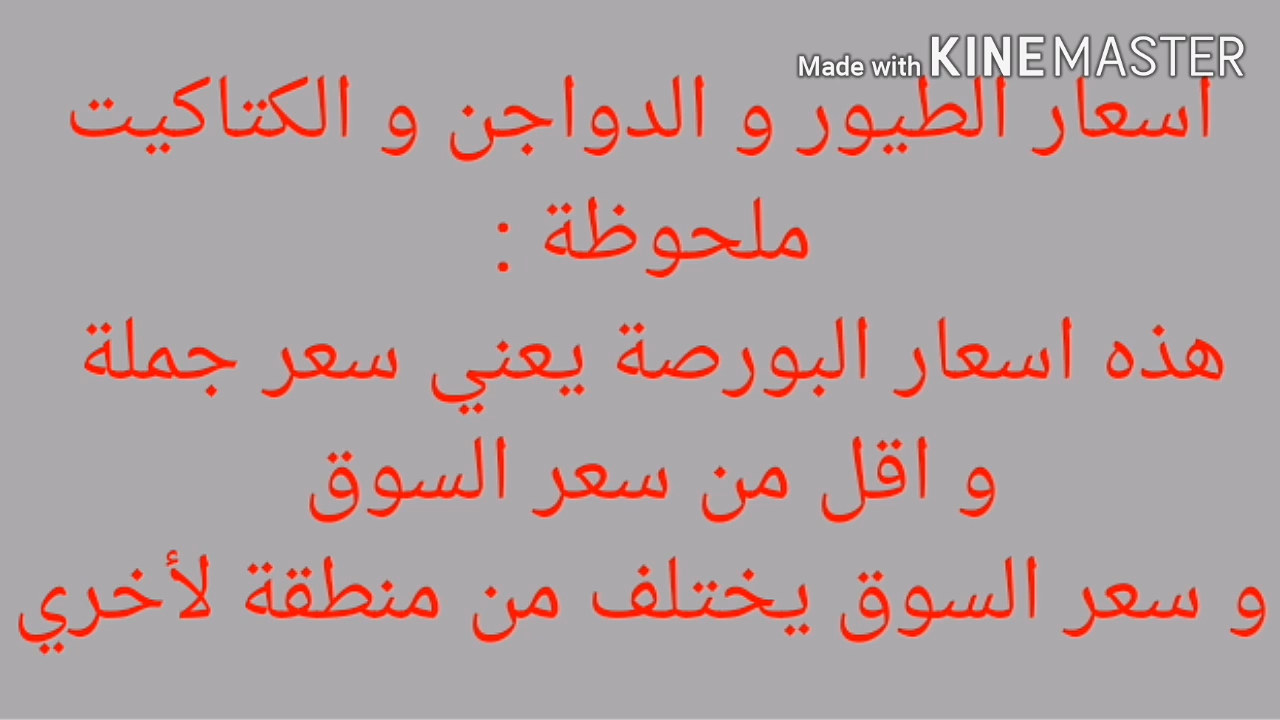 Made with KINEMASTER
اسعار الطيور و الدواجن و الكتاكيت
ملحوظة :
هذه اسعار البورصة يعني سعر جملة
و اقل من سعر السوق
و سعر السوق يختلف من منطقة لأخري